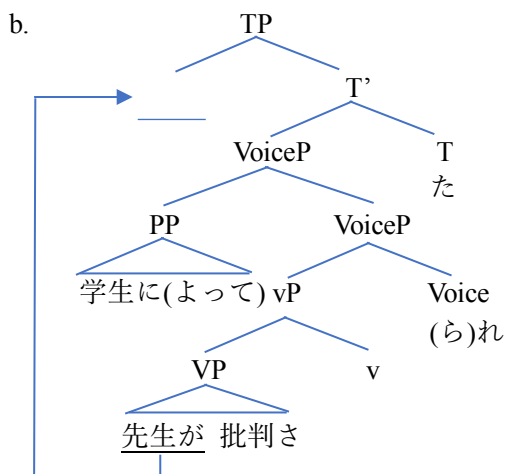 b.
TP
T’
VoiceP T
た
PP VoiceP
学生に(よって) vP Voice
(ら)れ
VP v
先生が 批判さ